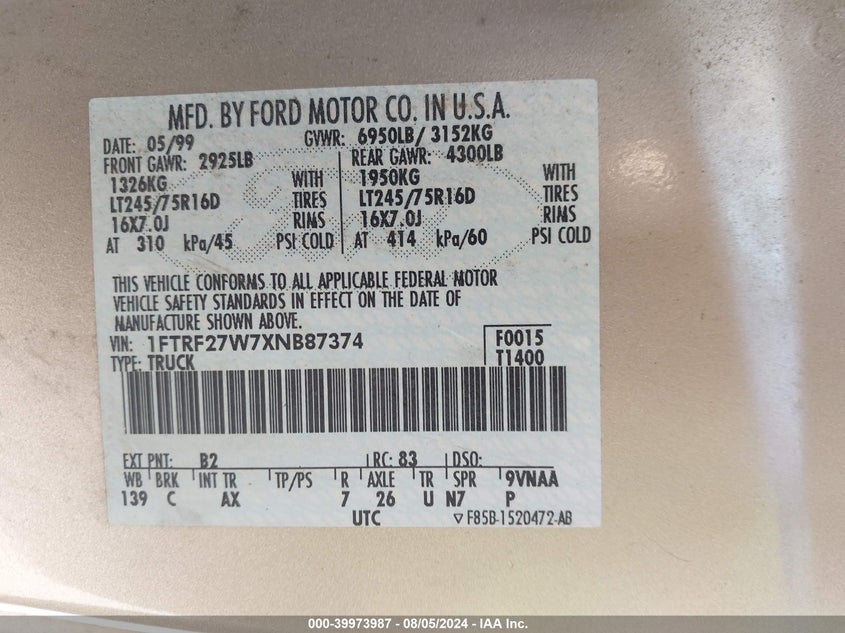 MFD. BY FORD MOTOR CO. IN U.S.A.
DATE: 05/99 GVWR: 6950LB/ 3152KG
FRONT GAWR: 2925LB REAR GAWR: 4300LB
1326KG WITH 1950KG WITH
LT245/75R16D TIRES LT245/75R16D TIRES
16X7.0J RIMS 16X7.0J RIMS
AT 310 kPa/45 PSI COLD AT 414 kPa/60 PSI COLD
THIS VEHICLE CONFORMS TO ALL APPLICABLE FEDERAL MOTOR
VEHICLE SAFETY STANDARDS IN EFFECT ON THE DATE OF
MANUFACTURE SHOWN ABOVE.
VIN: 1FTRF27W7XNB87374 F0015
TYPE: TRUCK T1400
EXT PNT: B2 RC: 83 DSO:
WB BRK INT TR TP/PS R AXLE TR SPR 9VNAA
139 C AX 7 26 U N7 P
UTC ▽ F85B-1520472-AB
000-39973987 - 08/05/2024 - IAA Inc.